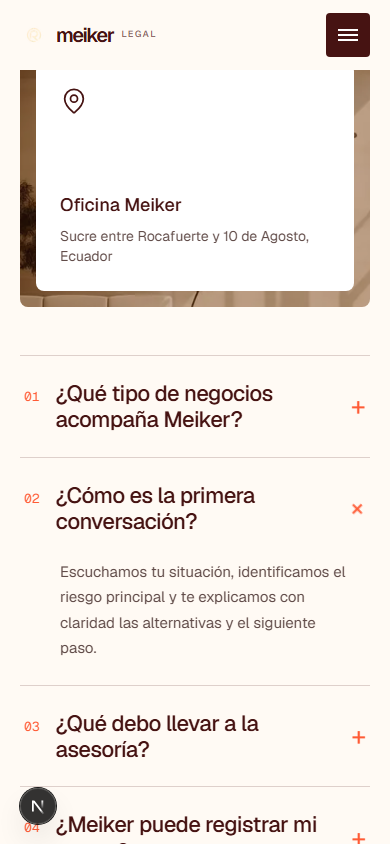 meiker LEGAL
Oficina Meiker
Sucre entre Rocafuerte y 10 de Agosto,
Ecuador
01 ¿Qué tipo de negocios
acompaña Meiker?
+
02 ¿Cómo es la primera
conversación?
×
Escuchamos tu situación, identificamos el
riesgo principal y te explicamos con
claridad las alternativas y el siguiente
paso.
03 ¿Qué debo llevar a la
asesoría?
+
N
04 ¿Meiker puede registrar mi
+